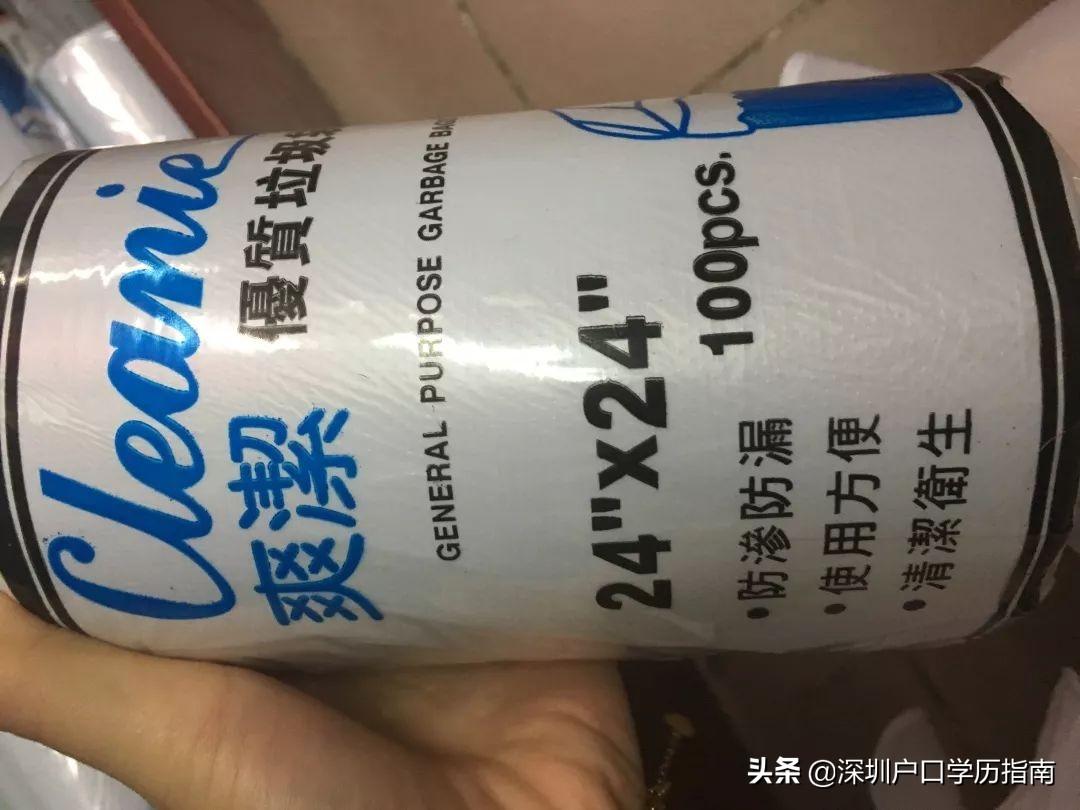 Cleanie
爽潔
優質垃圾
GENERAL PURPOSE GARBAGE BAG
24"x24"
100pcs.
•防滲防漏
•使用方便
•清潔衛生
头条 @深圳户口学历指南